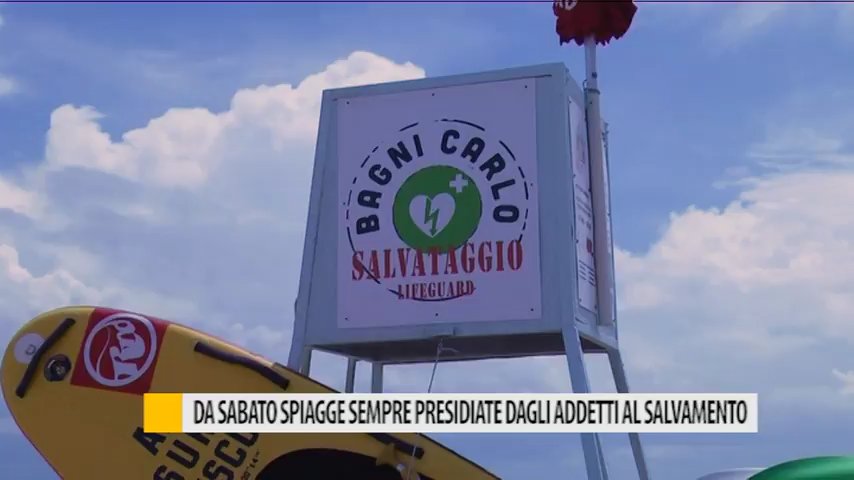 BAGNI CARLO
SALVATAGGIO
LIFEGUARD
DA SABATO SPIAGGE SEMPRE PRESIDIATE DAGLI ADDETTI AL SALVAMENTO